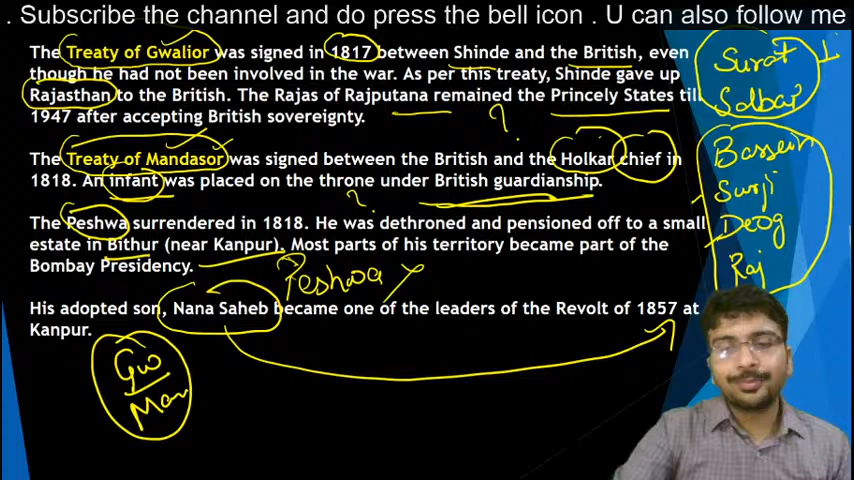 . Subscribe the channel and do press the bell icon . U can also follow me
The Treaty of Gwalior was signed in 1817 between Shinde and the British, even
though he had not been involved in the war. As per this treaty, Shinde gave up
Rajasthan to the British. The Rajas of Rajputana remained the Princely States till
1947 after accepting British sovereignty.
The Treaty of Mandasor was signed between the British and the Holkar chief in
1818. An infant was placed on the throne under British guardianship.
The Peshwa surrendered in 1818. He was dethroned and pensioned off to a small
estate in Bithur (near Kanpur). Most parts of his territory became part of the
Bombay Presidency.
His adopted son, Nana Saheb became one of the leaders of the Revolt of 1857 at
Kanpur.
Surat
Salbai
Bassein
Surji
Deog
Raj
?
?
Peshwa
Gw
Man